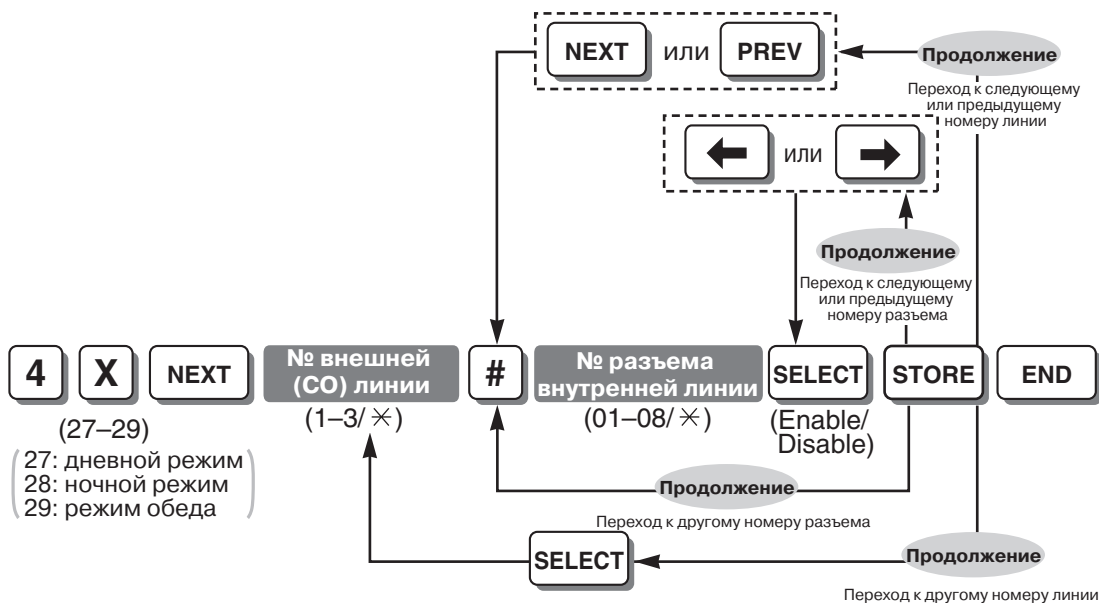 NEXT или PREV
Продолжение
Переход к следующему
или предыдущему
номеру линии
← или →
Продолжение
Переход к следующему
или предыдущему
номеру разъема
4 X NEXT № внешней (CO) линии # № разъема внутренней линии SELECT STORE END
(27–29)
(1–3/✳)
(01–08/✳)
(Enable/
Disable)
27: дневной режим
28: ночной режим
29: режим обеда
Продолжение
Переход к другому номеру разъема
SELECT
Продолжение
Переход к другому номеру линии